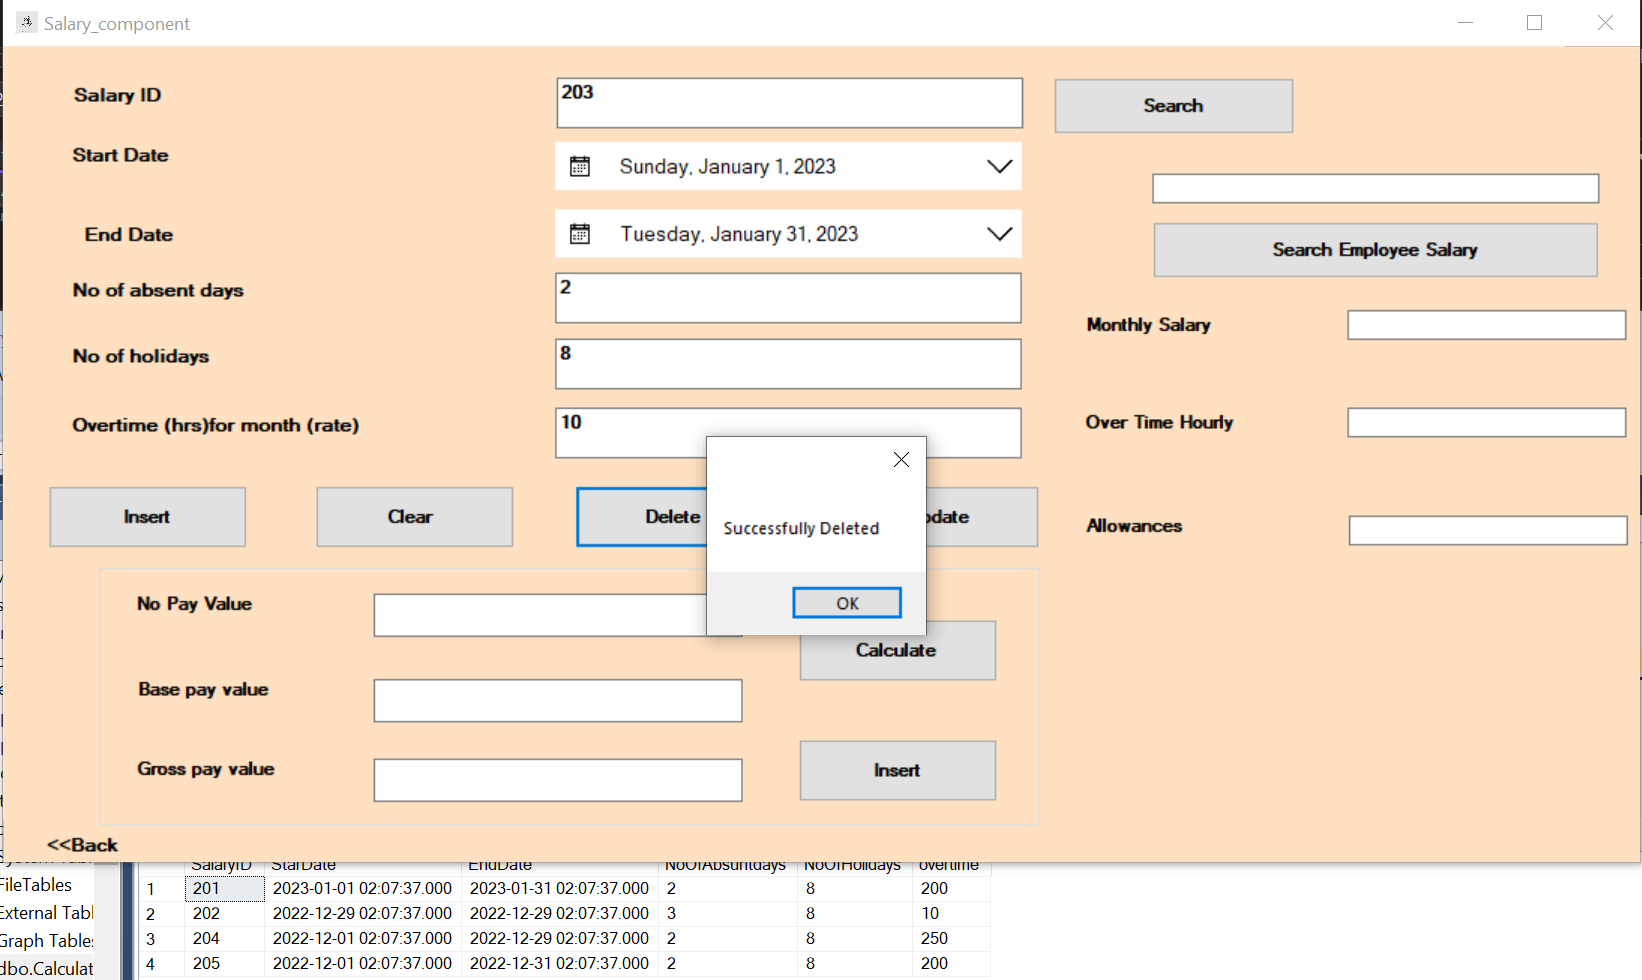 Salary_component
Salary ID
203
Search
Start Date
Sunday, January 1, 2023
End Date
Tuesday, January 31, 2023
Search Employee Salary
No of absent days
2
Monthly Salary
No of holidays
8
Overtime (hrs)for month (rate)
10
Over Time Hourly
Insert
Clear
Delete
Successfully Deleted
OK
Allowances
No Pay Value
Calculate
Base pay value
Gross pay value
Insert
<<Back
SalaryID StarDate EndDate NoOfAbsuntdays NoOfHolidays overtime
FileTables
1 201 2023-01-01 02:07:37.000 2023-01-31 02:07:37.000 2 8 200
External Tabl
2 202 2022-12-29 02:07:37.000 2022-12-29 02:07:37.000 3 8 10
Graph Tables
3 204 2022-12-01 02:07:37.000 2022-12-29 02:07:37.000 2 8 250
dbo.Calculat
4 205 2022-12-01 02:07:37.000 2022-12-31 02:07:37.000 2 8 200